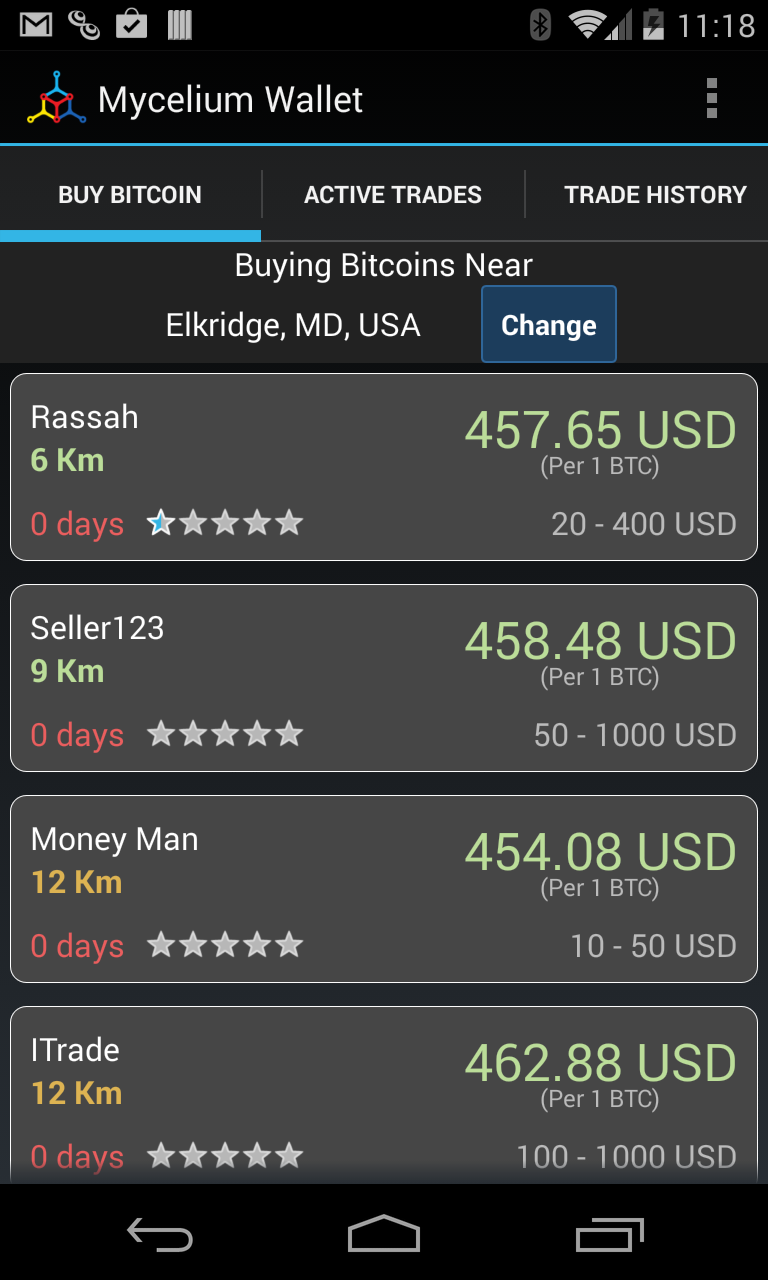 11:18
Mycelium Wallet
BUY BITCOIN
ACTIVE TRADES
TRADE HISTORY
Buying Bitcoins Near
Elkridge, MD, USA
Change
Rassah
457.65 USD
6 Km
(Per 1 BTC)
0 days
20 - 400 USD
Seller123
458.48 USD
9 Km
(Per 1 BTC)
0 days
50 - 1000 USD
Money Man
454.08 USD
12 Km
(Per 1 BTC)
0 days
10 - 50 USD
ITrade
462.88 USD
12 Km
(Per 1 BTC)
0 days
100 - 1000 USD